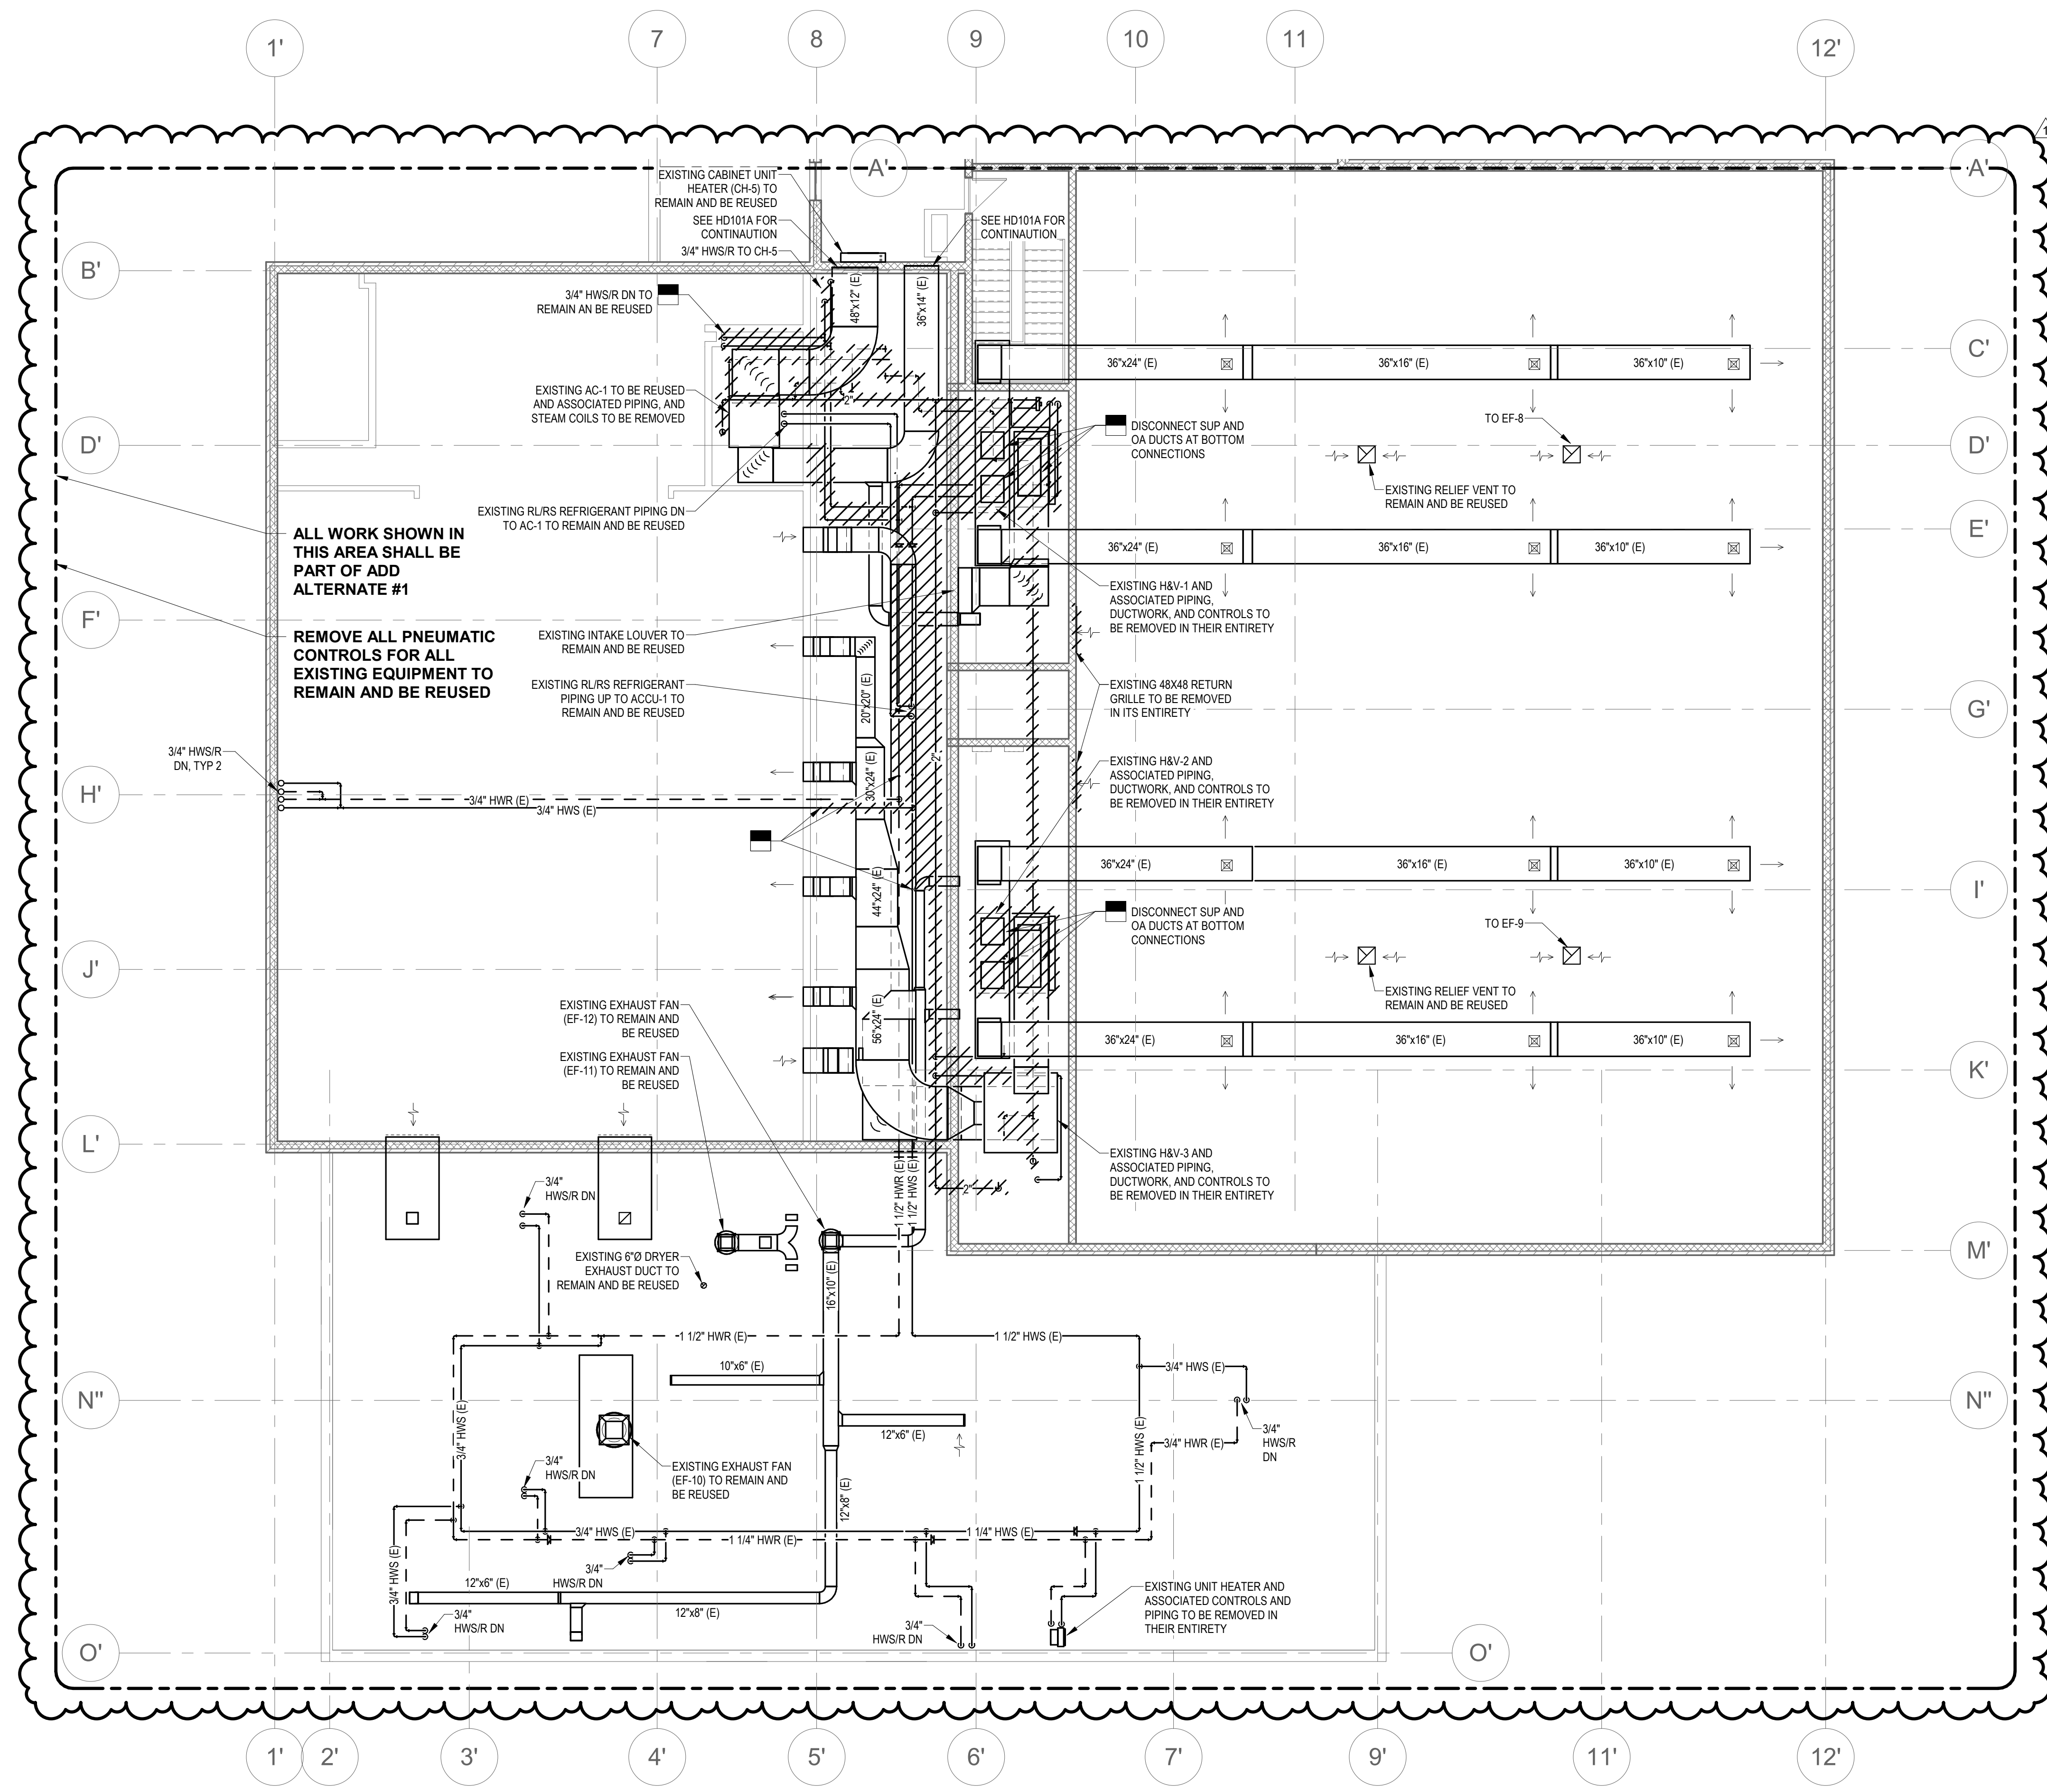 1'
7
8
9
10
11
12'
1
A'
A'
EXISTING CABINET UNIT
HEATER (CH-5) TO
REMAIN AND BE REUSED
SEE HD101A FOR
CONTINAUTION
3/4" HWS/R TO CH-5
SEE HD101A FOR
CONTINAUTION
B'
48"x12" (E)
36"x14" (E)
3/4" HWS/R DN TO
REMAIN AN BE REUSED
36"x24" (E)
36"x16" (E)
36"x10" (E)
C'
EXISTING AC-1 TO BE REUSED
AND ASSOCIATED PIPING, AND
STEAM COILS TO BE REMOVED
2"
DISCONNECT SUP AND
OA DUCTS AT BOTTOM
CONNECTIONS
TO EF-8
D'
D'
EXISTING RELIEF VENT TO
REMAIN AND BE REUSED
EXISTING RL/RS REFRIGERANT PIPING DN
TO AC-1 TO REMAIN AND BE REUSED
ALL WORK SHOWN IN
THIS AREA SHALL BE
PART OF ADD
ALTERNATE #1
36"x24" (E)
36"x16" (E)
36"x10" (E)
E'
EXISTING H&V-1 AND
ASSOCIATED PIPING,
DUCTWORK, AND CONTROLS TO
BE REMOVED IN THEIR ENTIRETY
F'
REMOVE ALL PNEUMATIC
CONTROLS FOR ALL
EXISTING EQUIPMENT TO
REMAIN AND BE REUSED
EXISTING INTAKE LOUVER TO
REMAIN AND BE REUSED
EXISTING RL/RS REFRIGERANT
PIPING UP TO ACCU-1 TO
REMAIN AND BE REUSED
20"x20" (E)
EXISTING 48X48 RETURN
GRILLE TO BE REMOVED
IN ITS ENTIRETY
G'
3/4" HWS/R
DN, TYP 2
30"x24" (E)
2"
EXISTING H&V-2 AND
ASSOCIATED PIPING,
DUCTWORK, AND CONTROLS TO
BE REMOVED IN THEIR ENTIRETY
H'
3/4" HWR (E)
3/4" HWS (E)
36"x24" (E)
36"x16" (E)
36"x10" (E)
44"x24" (E)
I'
DISCONNECT SUP AND
OA DUCTS AT BOTTOM
CONNECTIONS
TO EF-9
J'
EXISTING RELIEF VENT TO
REMAIN AND BE REUSED
EXISTING EXHAUST FAN
(EF-12) TO REMAIN AND
BE REUSED
56"x24" (E)
36"x24" (E)
36"x16" (E)
36"x10" (E)
EXISTING EXHAUST FAN
(EF-11) TO REMAIN AND
BE REUSED
K'
L'
EXISTING H&V-3 AND
ASSOCIATED PIPING,
DUCTWORK, AND CONTROLS TO
BE REMOVED IN THEIR ENTIRETY
3/4"
HWS/R DN
1 1/2" HWR (E)
1 1/2" HWS (E)
2"
EXISTING 6"Ø DRYER
EXHAUST DUCT TO
REMAIN AND BE REUSED
M'
16"x10" (E)
1 1/2" HWR (E)
1 1/2" HWS (E)
10"x6" (E)
3/4" HWS (E)
N"
N"
3/4" HWS (E)
12"x6" (E)
1 1/2" HWS (E)
3/4" HWR (E)
3/4"
HWS/R
DN
3/4"
HWS/R DN
EXISTING EXHAUST FAN
(EF-10) TO REMAIN AND
BE REUSED
12"x8" (E)
3/4" HWS (E)
1 1/4" HWR (E)
1 1/4" HWS (E)
3/4" HWS (E)
3/4"
HWS/R DN
12"x6" (E)
12"x8" (E)
EXISTING UNIT HEATER AND
ASSOCIATED CONTROLS AND
PIPING TO BE REMOVED IN
THEIR ENTIRETY
3/4"
HWS/R DN
3/4"
HWS/R DN
O'
O'
1'
2'
3'
4'
5'
6'
7'
9'
11'
12'